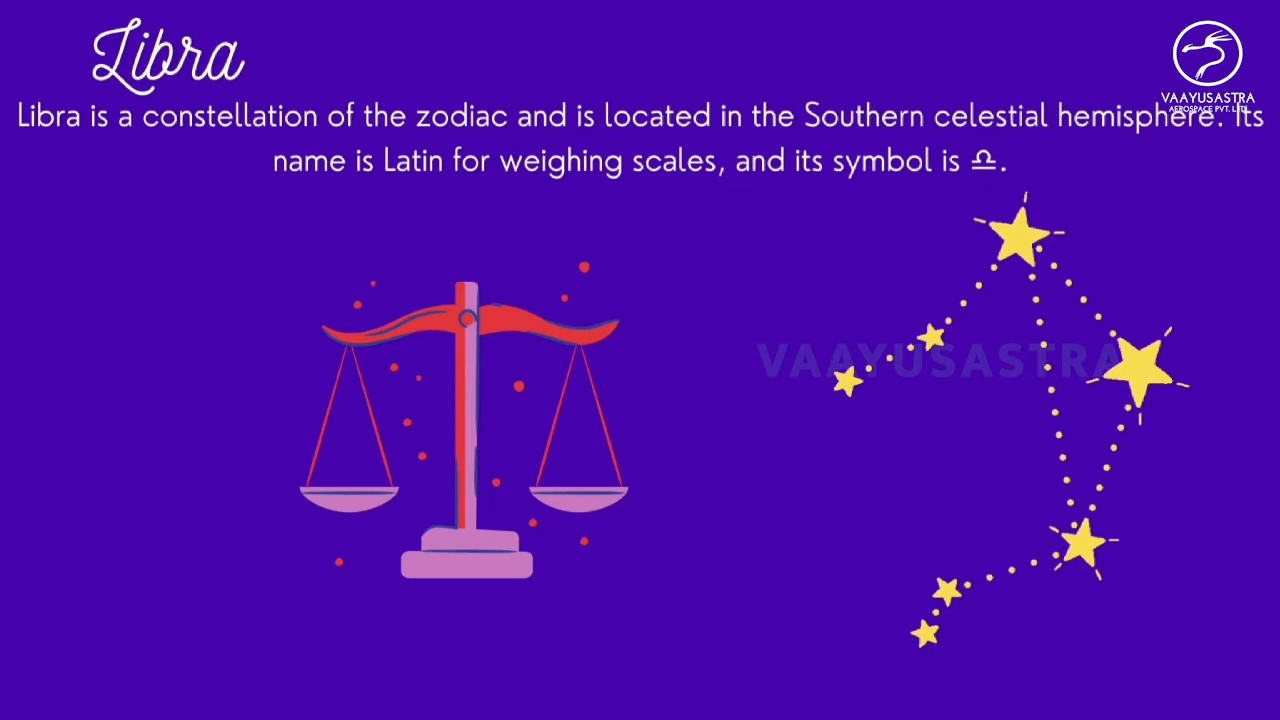 Libra
VAAYUSASTRA
AEROSPACE PVT. LTD.
Libra is a constellation of the zodiac and is located in the Southern celestial hemisphere. Its
name is Latin for weighing scales, and its symbol is ♎.
VAAYUSASTRA